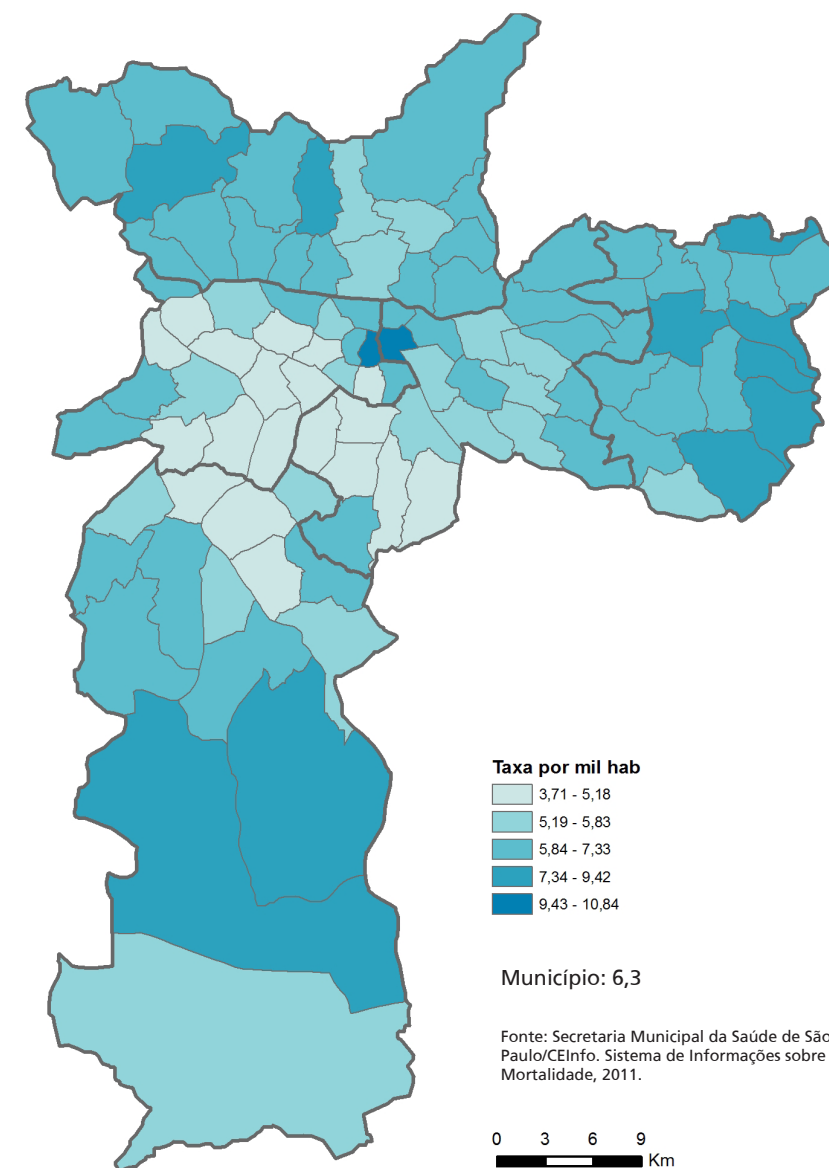 Taxa por mil hab
3,71 - 5,18
5,19 - 5,83
5,84 - 7,33
7,34 - 9,42
9,43 - 10,84
Município: 6,3
Fonte: Secretaria Municipal da Saúde de São
Paulo/CEInfo. Sistema de Informações sobre
Mortalidade, 2011.
0 3 6 9
Km